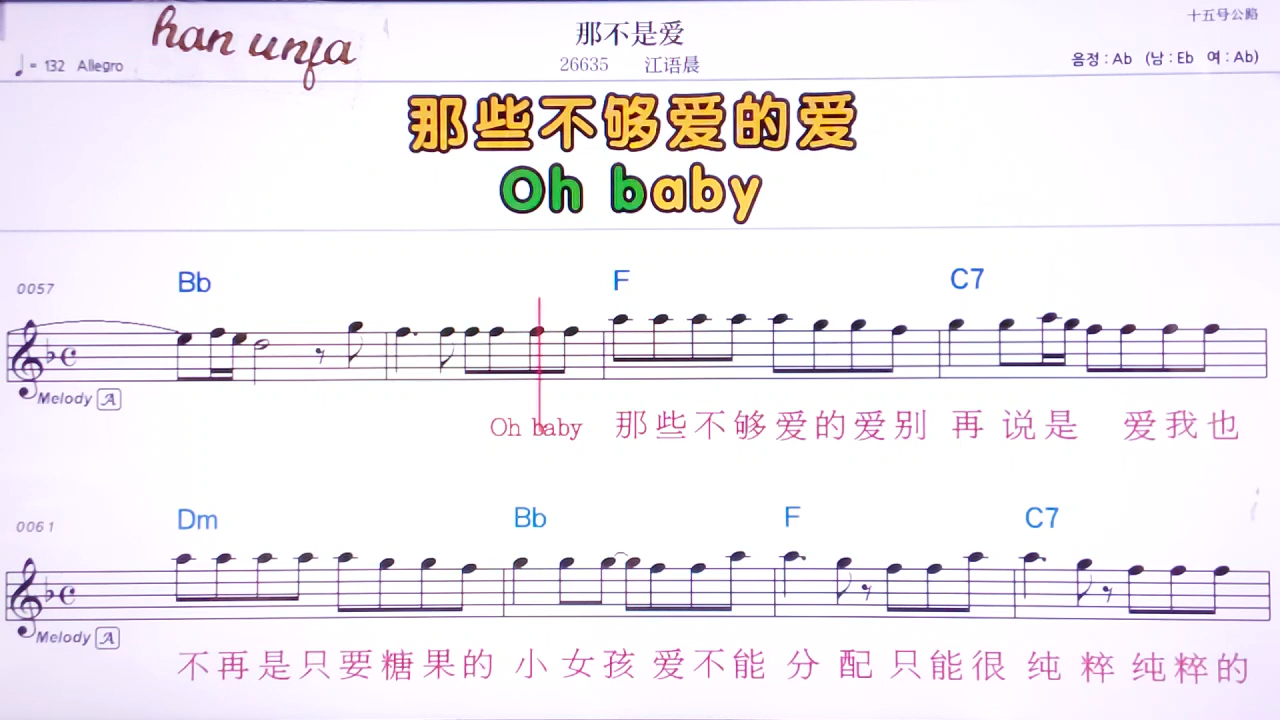 十五号公路
han unfa
那不是爱
♩= 132 Allegro
26635 江语晨
음정 : Ab (남 : Eb 여 : Ab)
那些不够爱的爱
Oh baby
0057 Bb F C7
Melody A
Oh baby 那些不够爱的爱别 再 说是 爱我也
0061 Dm Bb F C7
Melody A
不再是只要糖果的 小女孩 爱不能 分 配 只能很 纯 粹 纯粹的